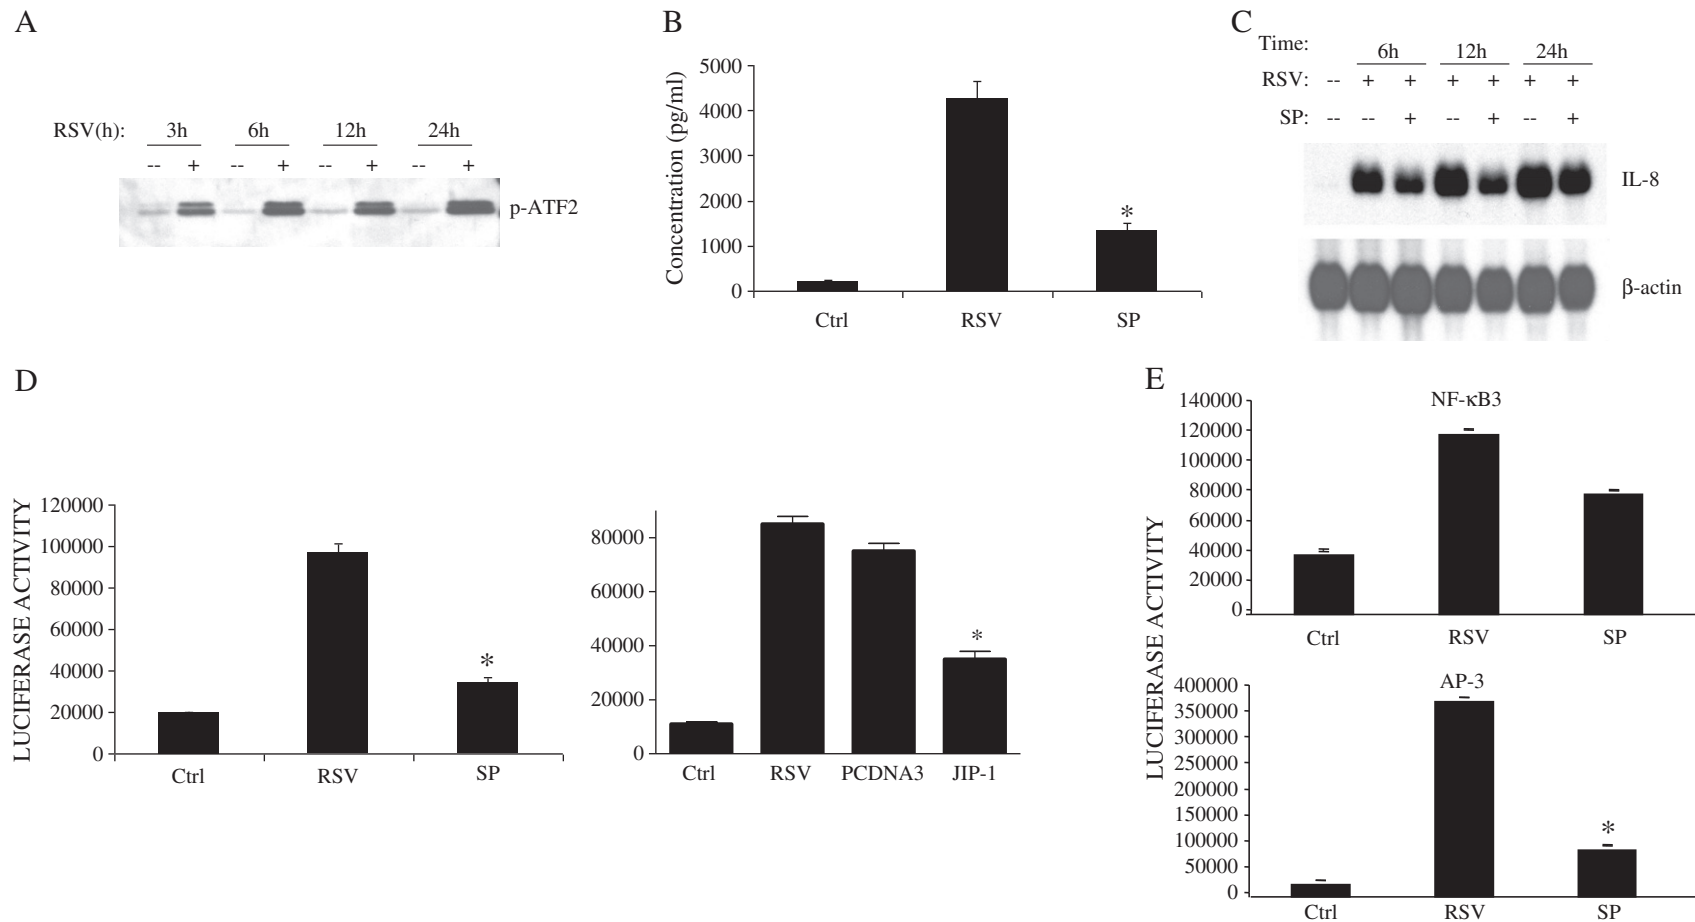 A
RSV(h): 3h 6h 12h 24h
-- + -- + -- + -- +
p-ATF2
B
Concentration (pg/ml)
5000
4000
3000
2000
1000
0
*
Ctrl RSV SP
C
Time: 6h 12h 24h
RSV: -- + + + + + +
SP: -- -- + -- + -- +
IL-8
β-actin
D
LUCIFERASE ACTIVITY
120000
100000
80000
60000
40000
20000
0
*
Ctrl RSV SP
80000
60000
40000
20000
0
*
Ctrl RSV PCDNA3 JIP-1
E
LUCIFERASE ACTIVITY
NF-κB3
140000
120000
100000
80000
60000
40000
20000
0
Ctrl RSV SP
AP-3
400000
350000
300000
250000
200000
150000
100000
50000
0
*
Ctrl RSV SP